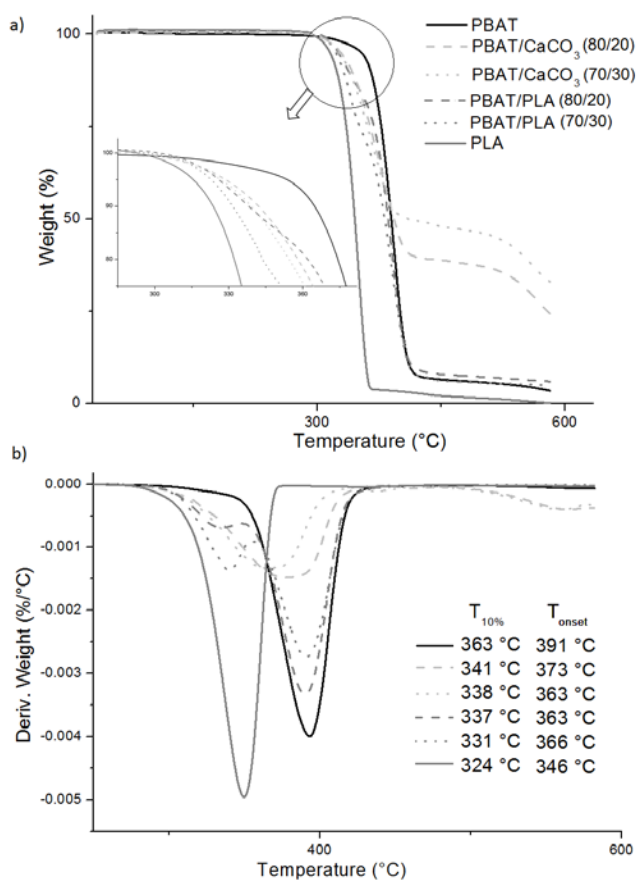 a)
100
50
0
Weight (%)
300
600
Temperature (°C)
PBAT
PBAT/CaCO₃ (80/20)
PBAT/CaCO₃ (70/30)
PBAT/PLA (80/20)
PBAT/PLA (70/30)
PLA
100
90
80
300
330
360
b)
0.000
-0.001
-0.002
-0.003
-0.004
-0.005
Deriv. Weight (%/°C)
400
600
Temperature (°C)
T10% Tonset
363 °C 391 °C
341 °C 373 °C
338 °C 363 °C
337 °C 363 °C
331 °C 366 °C
324 °C 346 °C